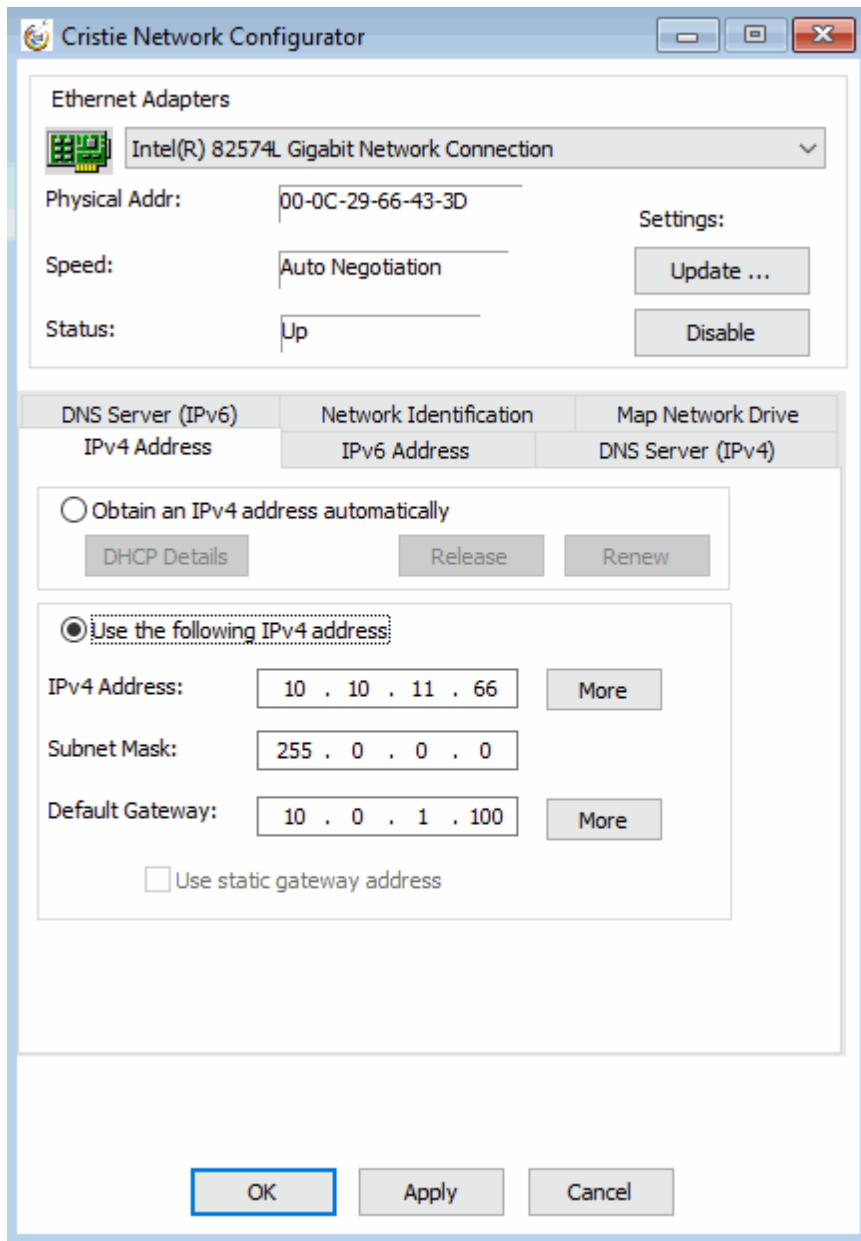 Cristie Network Configurator
Ethernet Adapters
Intel(R) 82574L Gigabit Network Connection
Physical Addr: 00-0C-29-66-43-3D
Settings:
Speed: Auto Negotiation
Update ...
Status: Up
Disable
DNS Server (IPv6) Network Identification Map Network Drive
IPv4 Address IPv6 Address DNS Server (IPv4)
Obtain an IPv4 address automatically
DHCP Details Release Renew
Use the following IPv4 address
IPv4 Address: 10 . 10 . 11 . 66 More
Subnet Mask: 255 . 0 . 0 . 0
Default Gateway: 10 . 0 . 1 . 100 More
Use static gateway address
OK Apply Cancel